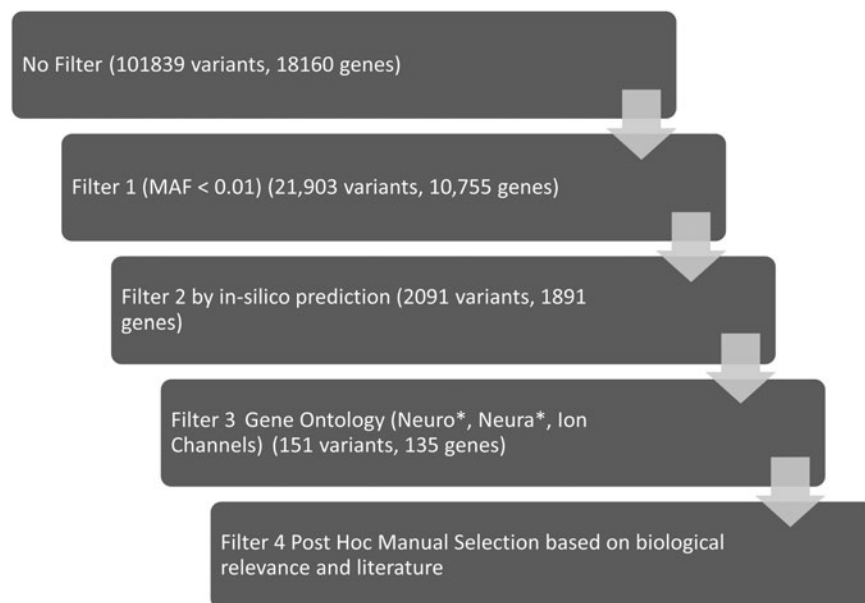 No Filter (101839 variants, 18160 genes)
Filter 1 (MAF < 0.01) (21,903 variants, 10,755 genes)
Filter 2 by in-silico prediction (2091 variants, 1891
genes)
Filter 3 Gene Ontology (Neuro*, Neura*, Ion
Channels) (151 variants, 135 genes)
Filter 4 Post Hoc Manual Selection based on biological
relevance and literature